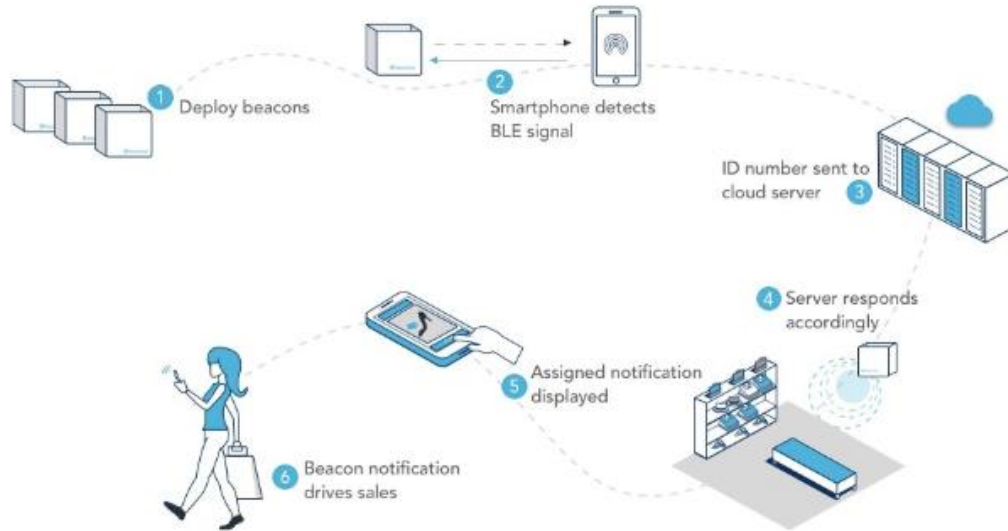 1 Deploy beacons
2
Smartphone detects
BLE signal
ID number sent to
cloud server 3
4 Server responds
accordingly
5 Assigned notification
displayed
6 Beacon notification
drives sales